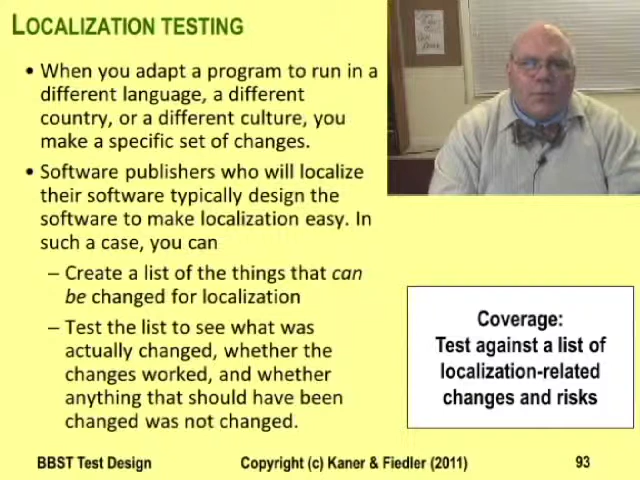 LOCALIZATION TESTING
• When you adapt a program to run in a
different language, a different
country, or a different culture, you
make a specific set of changes.
• Software publishers who will localize
their software typically design the
software to make localization easy. In
such a case, you can
– Create a list of the things that can
be changed for localization
– Test the list to see what was
actually changed, whether the
changes worked, and whether
anything that should have been
changed was not changed.
Coverage:
Test against a list of
localization-related
changes and risks
BBST Test Design
Copyright (c) Kaner & Fiedler (2011)
93